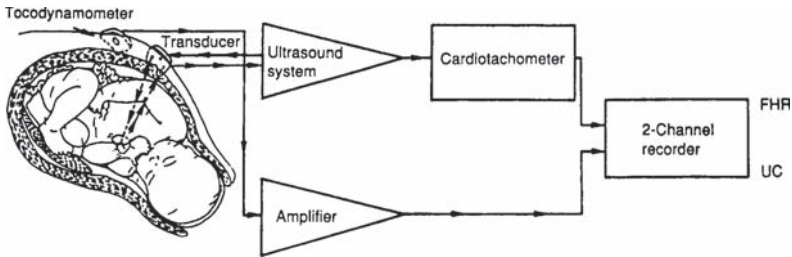 Tocodynamometer
Transducer
Ultrasound
system
Cardiotachometer
FHR
2-Channel
recorder
UC
Amplifier